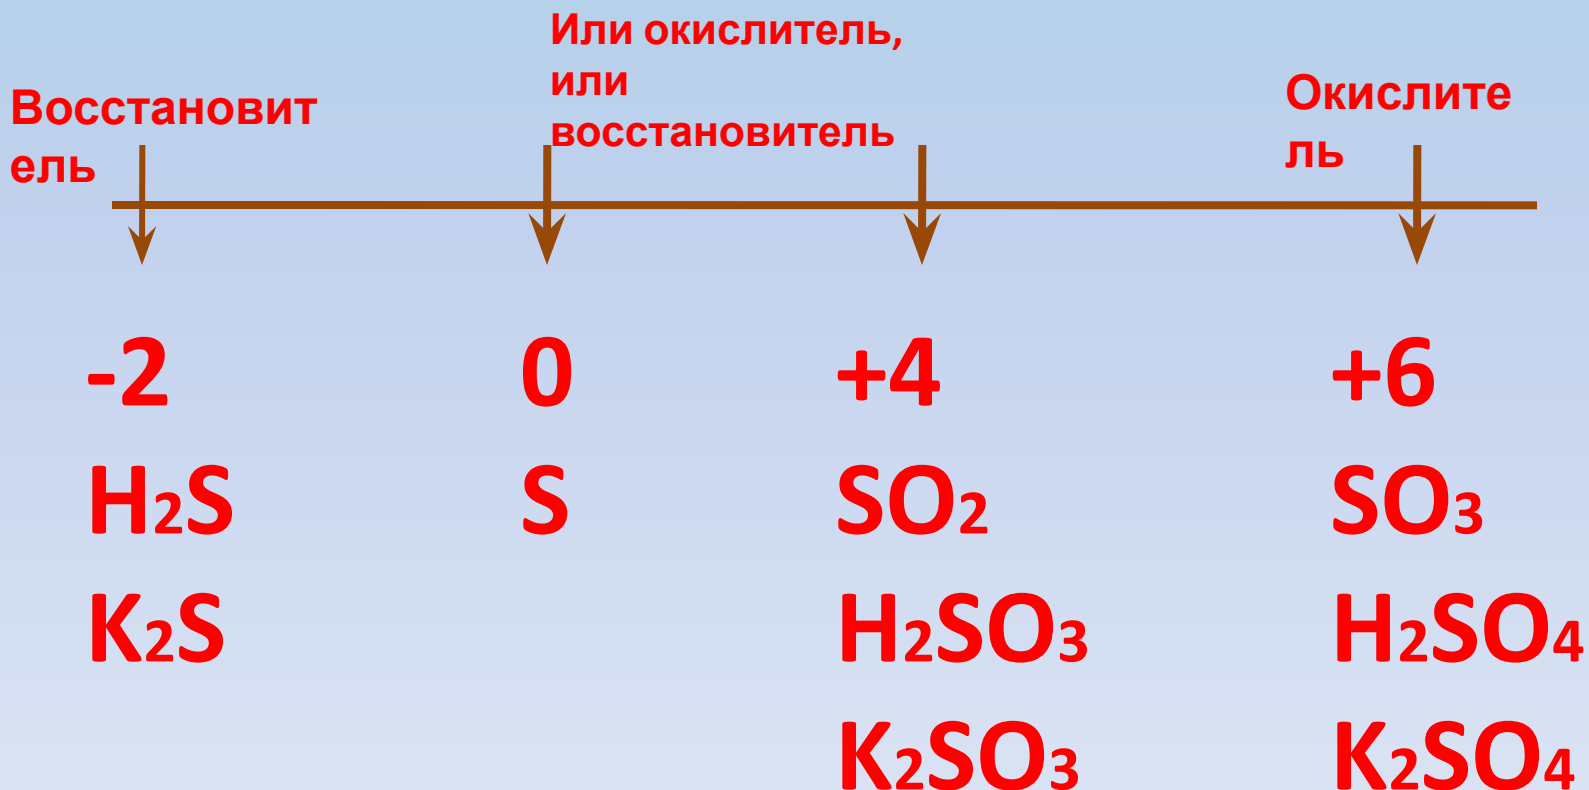 Или окислитель,
или
восстановитель
Восстановит
ель
Окислите
ль
-2 0 +4 +6
H2S S SO2 SO3
K2S H2SO3 H2SO4
K2SO3 K2SO4